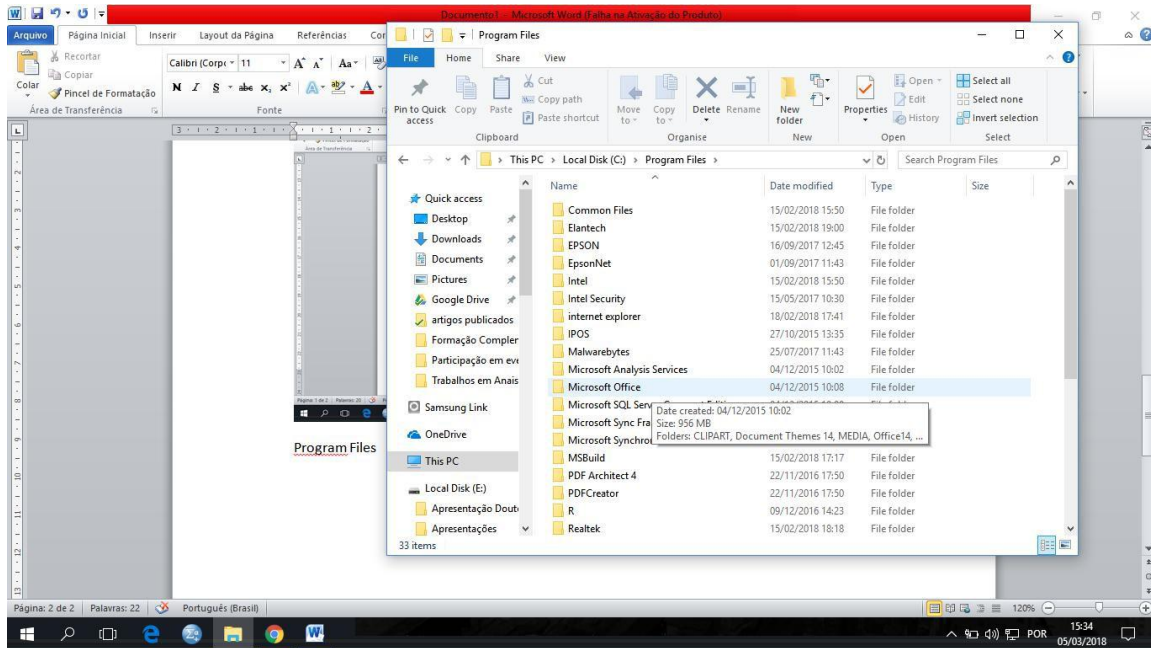 Documento1 - Microsoft Word (Falha na Ativação do Produto)
Arquivo Página Inicial Inserir Layout da Página Referências Cor
Recortar
Copiar
Pincel de Formatação
Colar
Área de Transferência
Calibri (Corpo 11
N I S abc X₂ X²
Fonte
Program Files
File Home Share View
Pin to Quick access
Copy
Paste
Cut
Copy path
Paste shortcut
Clipboard
Move to
Copy to
Delete
Rename
Organise
New folder
New
Properties
Open
Edit
History
Open
Select all
Select none
Invert selection
Select
This PC > Local Disk (C:) > Program Files >
Search Program Files
Quick access
Desktop
Downloads
Documents
Pictures
Google Drive
artigos publicados
Formação Compler
Participação em eve
Trabalhos em Anais
Samsung Link
OneDrive
This PC
Local Disk (E:)
Apresentação Douto
Apresentações
Name Date modified Type Size
Common Files 15/02/2018 15:50 File folder
Elantech 15/02/2018 19:00 File folder
EPSON 16/09/2017 12:45 File folder
EpsonNet 01/09/2017 11:43 File folder
Intel 15/02/2018 15:50 File folder
Intel Security 15/05/2017 10:30 File folder
internet explorer 18/02/2018 17:41 File folder
IPOS 27/10/2015 13:35 File folder
Malwarebytes 25/07/2017 11:43 File folder
Microsoft Analysis Services 04/12/2015 10:02 File folder
Microsoft Office 04/12/2015 10:08 File folder
Microsoft SQL Serv
Microsoft Sync Fra
Microsoft Synchro
Date created: 04/12/2015 10:02
Size: 956 MB
Folders: CLIPART, Document Themes 14, MEDIA, Office14, ...
MSBuild 15/02/2018 17:17 File folder
PDF Architect 4 22/11/2016 17:50 File folder
PDFCreator 22/11/2016 17:50 File folder
R 09/12/2016 14:23 File folder
Realtek 15/02/2018 18:18 File folder
33 items
Program Files
Página: 2 de 2 Palavras: 22 Português (Brasil) 120%
POR
15:34
05/03/2018